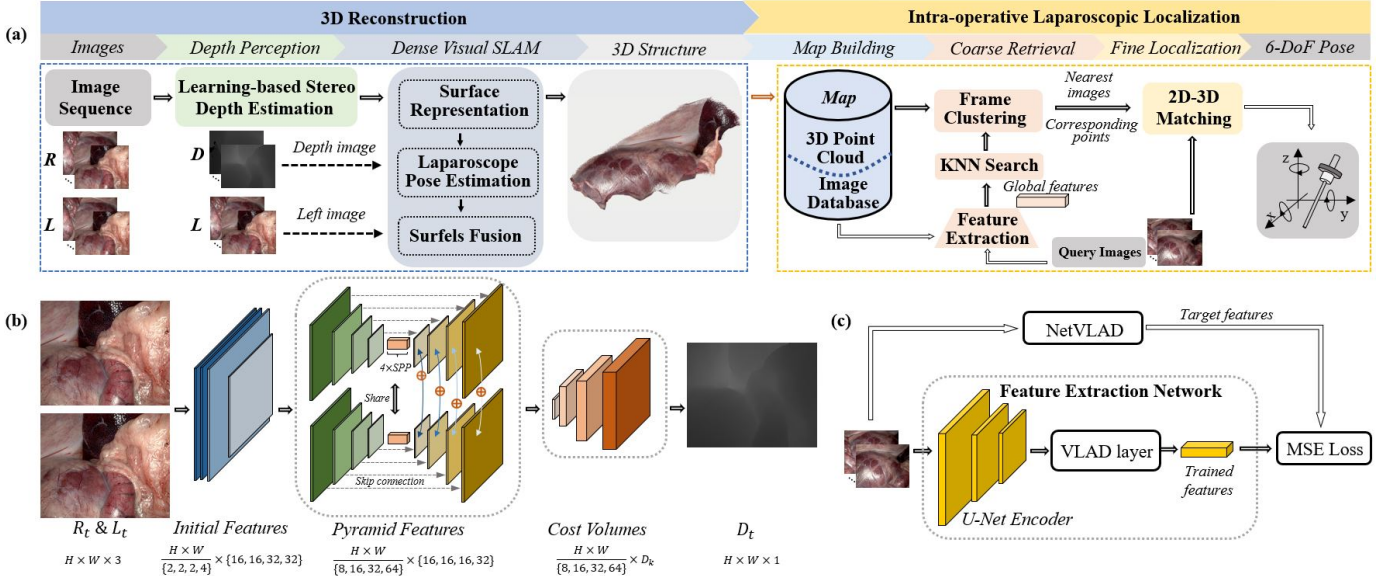 3D Reconstruction
Intra-operative Laparoscopic Localization
(a)
Images
Depth Perception
Dense Visual SLAM
3D Structure
Map Building
Coarse Retrieval
Fine Localization
6-DoF Pose
Image
Sequence
R
L
Learning-based Stereo
Depth Estimation
D
L
Depth image
Left image
Surface
Representation
Laparoscope
Pose Estimation
Surfels Fusion
Map
3D Point
Cloud
Image
Database
Frame
Clustering
KNN Search
Global features
Feature
Extraction
Nearest
images
Corresponding
points
2D-3D
Matching
Query Images
z
y
(b)
4×SPP
Share
Skip connection
R_t & L_t
H × W × 3
Initial Features
H × W / {2, 2, 2, 4} × {16, 16, 32, 32}
Pyramid Features
H × W / {8, 16, 32, 64} × {16, 16, 16, 32}
Cost Volumes
H × W / {8, 16, 32, 64} × D_k
D_t
H × W × 1
(c)
NetVLAD
Target features
Feature Extraction Network
VLAD layer
Trained
features
U-Net Encoder
MSE Loss